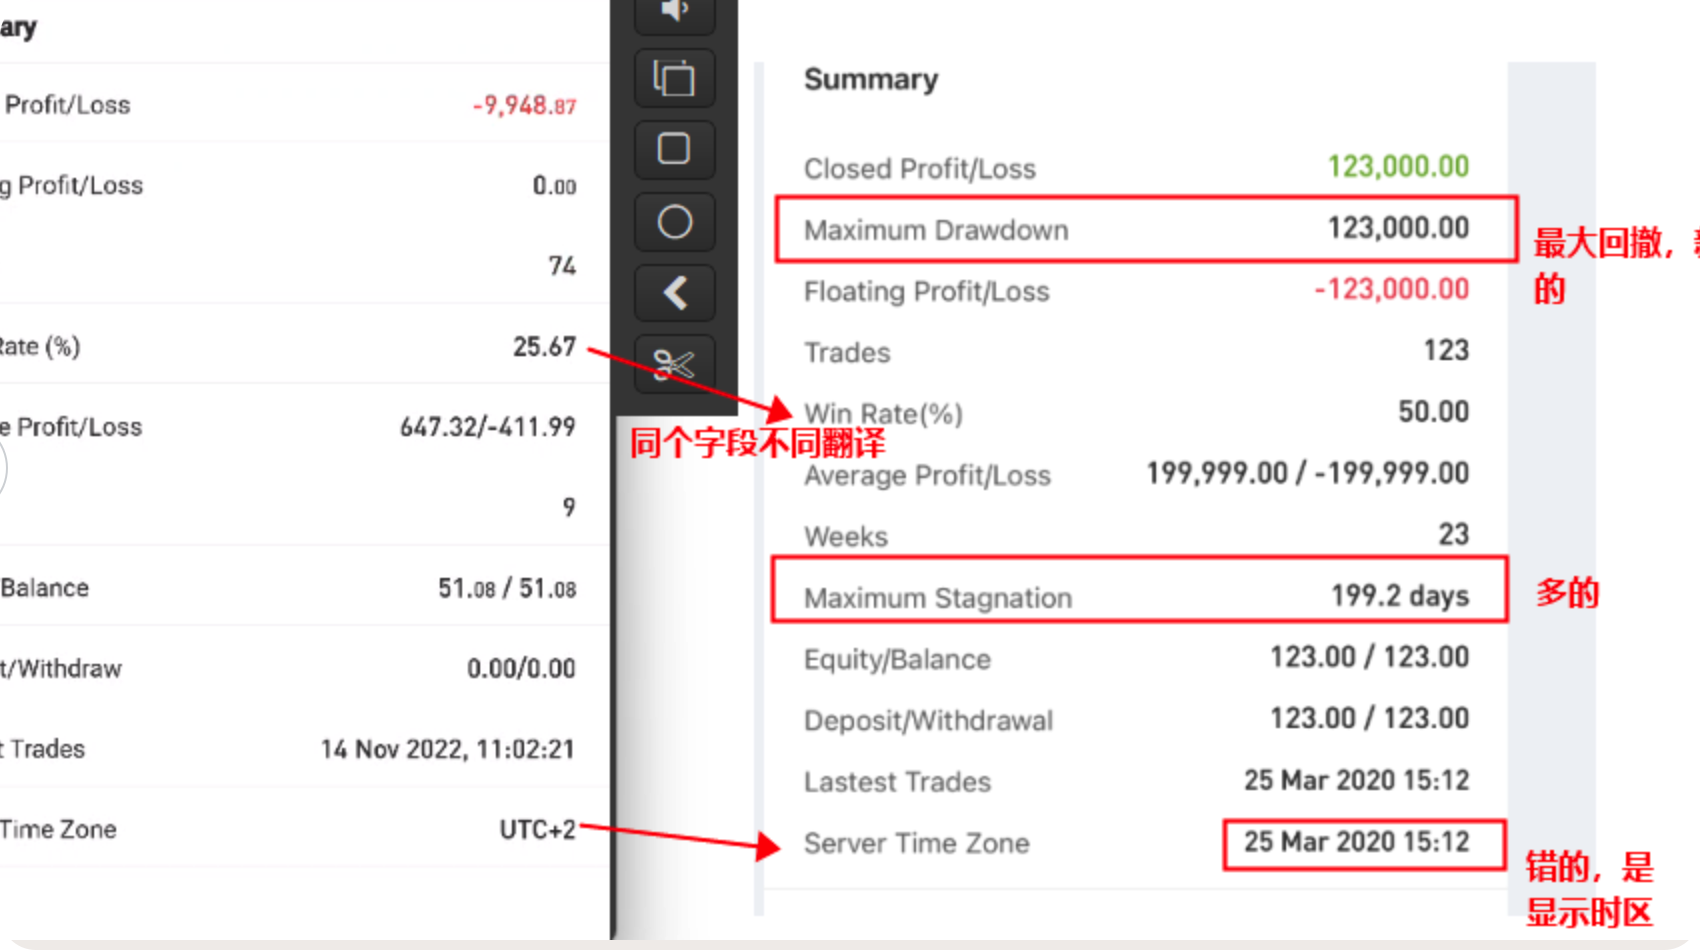 ary
Profit/Loss -9,948.87
g Profit/Loss 0.00
74
ate (%) 25.67
e Profit/Loss 647.32/-411.99
9
Balance 51.08 / 51.08
t/Withdraw 0.00/0.00
t Trades 14 Nov 2022, 11:02:21
Time Zone UTC+2
同个字段不同翻译
Summary
Closed Profit/Loss 123,000.00
Maximum Drawdown 123,000.00
最大回撤，
的
Floating Profit/Loss -123,000.00
Trades 123
Win Rate(%) 50.00
Average Profit/Loss 199,999.00 / -199,999.00
Weeks 23
Maximum Stagnation 199.2 days
多的
Equity/Balance 123.00 / 123.00
Deposit/Withdrawal 123.00 / 123.00
Lastest Trades 25 Mar 2020 15:12
Server Time Zone 25 Mar 2020 15:12
错的，是
显示时区